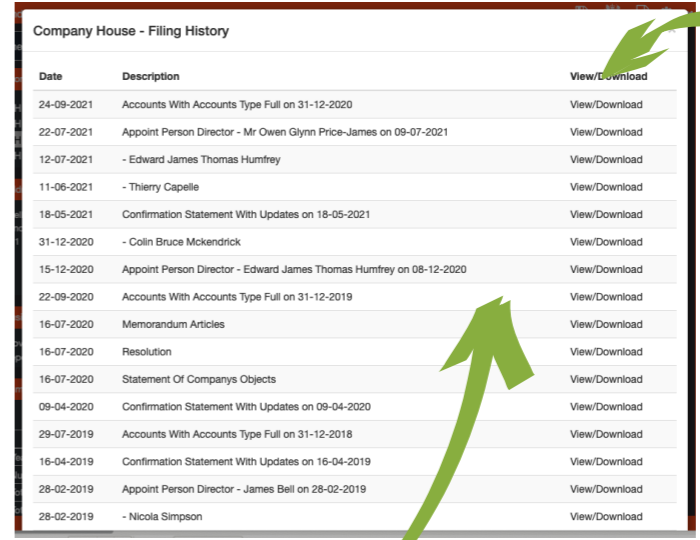 Company House - Filing History
Date Description View/Download
24-09-2021 Accounts With Accounts Type Full on 31-12-2020 View/Download
22-07-2021 Appoint Person Director - Mr Owen Glynn Price-James on 09-07-2021 View/Download
12-07-2021 - Edward James Thomas Humfrey View/Download
11-06-2021 - Thierry Capelle View/Download
18-05-2021 Confirmation Statement With Updates on 18-05-2021 View/Download
31-12-2020 - Colin Bruce Mckendrick View/Download
15-12-2020 Appoint Person Director - Edward James Thomas Humfrey on 08-12-2020 View/Download
22-09-2020 Accounts With Accounts Type Full on 31-12-2019 View/Download
16-07-2020 Memorandum Articles View/Download
16-07-2020 Resolution View/Download
16-07-2020 Statement Of Companys Objects View/Download
09-04-2020 Confirmation Statement With Updates on 09-04-2020 View/Download
29-07-2019 Accounts With Accounts Type Full on 31-12-2018 View/Download
16-04-2019 Confirmation Statement With Updates on 16-04-2019 View/Download
28-02-2019 Appoint Person Director - James Bell on 28-02-2019 View/Download
28-02-2019 - Nicola Simpson View/Download